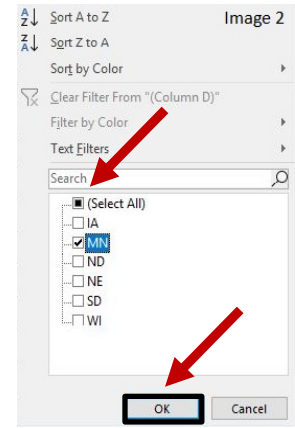 Sort A to Z Image 2
Sort Z to A
Sort by Color
Clear Filter From "(Column D)"
Filter by Color
Text Filters
Search
(Select All)
IA
MN
ND
NE
SD
WI
OK Cancel